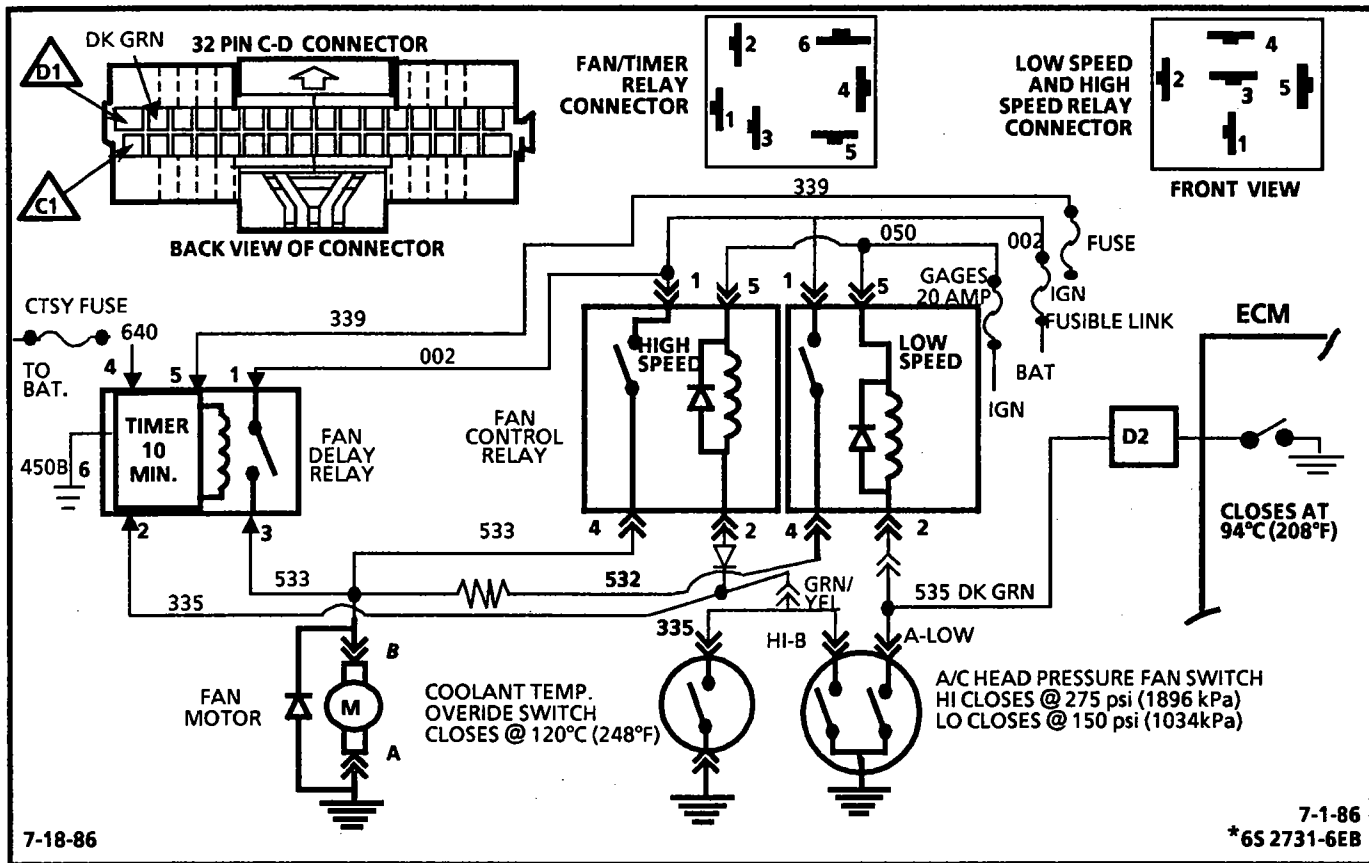 DK GRN
32 PIN C-D CONNECTOR
D1
C1
BACK VIEW OF CONNECTOR
FAN/TIMER
RELAY
CONNECTOR
2
6
4
1
3
5
LOW SPEED
AND HIGH
SPEED RELAY
CONNECTOR
4
2
3
5
1
FRONT VIEW
339
050
002
FUSE
GAGES
20 AMP
IGN
FUSIBLE LINK
BAT
IGN
ECM
CTSY FUSE
640
339
002
TO
BAT.
4
5
1
TIMER
10
MIN.
FAN
DELAY
RELAY
450B
6
2
3
1
5
1
5
HIGH
SPEED
LOW
SPEED
FAN
CONTROL
RELAY
4
2
4
2
D2
CLOSES AT
94°C (208°F)
533
533
532
335
GRN/
YEL
535 DK GRN
335
HI-B
A-LOW
B
M
A
FAN
MOTOR
COOLANT TEMP.
OVERIDE SWITCH
CLOSES @ 120°C (248°F)
A/C HEAD PRESSURE FAN SWITCH
HI CLOSES @ 275 psi (1896 kPa)
LO CLOSES @ 150 psi (1034kPa)
7-18-86
7-1-86
*6S 2731-6EB